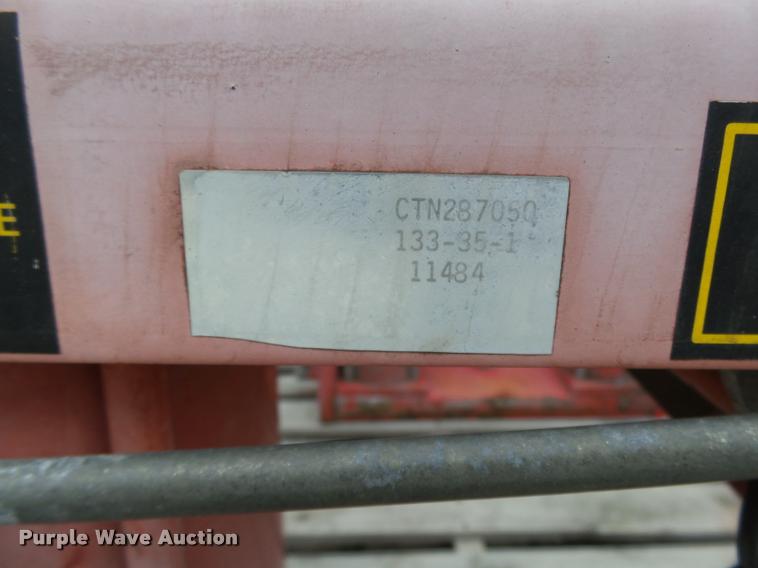 E
CTN287050
133-35-1
11484
Purple Wave Auction